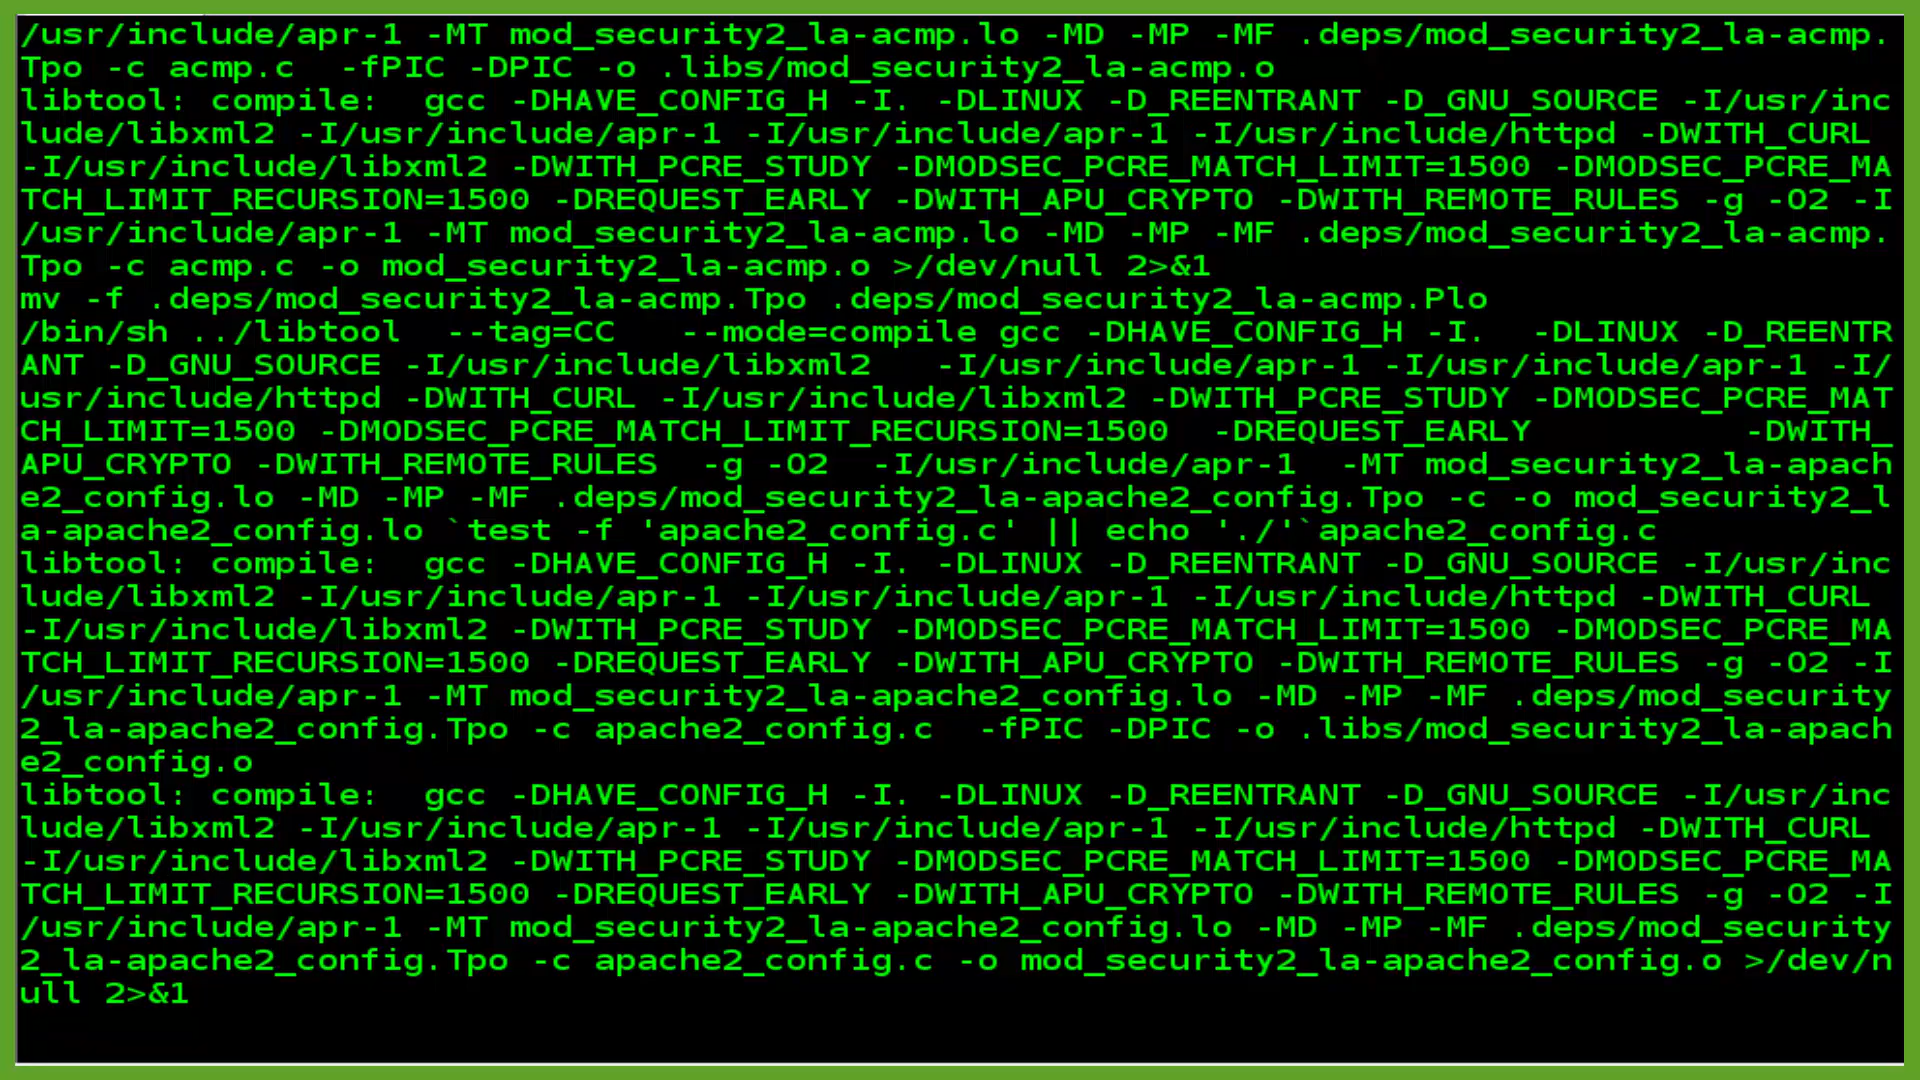 /usr/include/apr-1 -MT mod_security2_la-acmp.lo -MD -MP -MF .deps/mod_security2_la-acmp.
Tpo -c acmp.c  -fPIC -DPIC -o .libs/mod_security2_la-acmp.o
libtool: compile:  gcc -DHAVE_CONFIG_H -I. -DLINUX -D_REENTRANT -D_GNU_SOURCE -I/usr/inc
lude/libxml2 -I/usr/include/apr-1 -I/usr/include/apr-1 -I/usr/include/httpd -DWITH_CURL
-I/usr/include/libxml2 -DWITH_PCRE_STUDY -DMODSEC_PCRE_MATCH_LIMIT=1500 -DMODSEC_PCRE_MA
TCH_LIMIT_RECURSION=1500 -DREQUEST_EARLY -DWITH_APU_CRYPTO -DWITH_REMOTE_RULES -g -O2 -I
/usr/include/apr-1 -MT mod_security2_la-acmp.lo -MD -MP -MF .deps/mod_security2_la-acmp.
Tpo -c acmp.c -o mod_security2_la-acmp.o >/dev/null 2>&1
mv -f .deps/mod_security2_la-acmp.Tpo .deps/mod_security2_la-acmp.Plo
/bin/sh ../libtool  --tag=CC   --mode=compile gcc -DHAVE_CONFIG_H -I.  -DLINUX -D_REENTR
ANT -D_GNU_SOURCE -I/usr/include/libxml2   -I/usr/include/apr-1 -I/usr/include/apr-1 -I/
usr/include/httpd -DWITH_CURL -I/usr/include/libxml2 -DWITH_PCRE_STUDY -DMODSEC_PCRE_MAT
CH_LIMIT=1500 -DMODSEC_PCRE_MATCH_LIMIT_RECURSION=1500  -DREQUEST_EARLY         -DWITH_
APU_CRYPTO -DWITH_REMOTE_RULES  -g -O2  -I/usr/include/apr-1  -MT mod_security2_la-apach
e2_config.lo -MD -MP -MF .deps/mod_security2_la-apache2_config.Tpo -c -o mod_security2_l
a-apache2_config.lo `test -f 'apache2_config.c' || echo './'`apache2_config.c
libtool: compile:  gcc -DHAVE_CONFIG_H -I. -DLINUX -D_REENTRANT -D_GNU_SOURCE -I/usr/inc
lude/libxml2 -I/usr/include/apr-1 -I/usr/include/apr-1 -I/usr/include/httpd -DWITH_CURL
-I/usr/include/libxml2 -DWITH_PCRE_STUDY -DMODSEC_PCRE_MATCH_LIMIT=1500 -DMODSEC_PCRE_MA
TCH_LIMIT_RECURSION=1500 -DREQUEST_EARLY -DWITH_APU_CRYPTO -DWITH_REMOTE_RULES -g -O2 -I
/usr/include/apr-1 -MT mod_security2_la-apache2_config.lo -MD -MP -MF .deps/mod_security
2_la-apache2_config.Tpo -c apache2_config.c  -fPIC -DPIC -o .libs/mod_security2_la-apach
e2_config.o
libtool: compile:  gcc -DHAVE_CONFIG_H -I. -DLINUX -D_REENTRANT -D_GNU_SOURCE -I/usr/inc
lude/libxml2 -I/usr/include/apr-1 -I/usr/include/apr-1 -I/usr/include/httpd -DWITH_CURL
-I/usr/include/libxml2 -DWITH_PCRE_STUDY -DMODSEC_PCRE_MATCH_LIMIT=1500 -DMODSEC_PCRE_MA
TCH_LIMIT_RECURSION=1500 -DREQUEST_EARLY -DWITH_APU_CRYPTO -DWITH_REMOTE_RULES -g -O2 -I
/usr/include/apr-1 -MT mod_security2_la-apache2_config.lo -MD -MP -MF .deps/mod_security
2_la-apache2_config.Tpo -c apache2_config.c -o mod_security2_la-apache2_config.o >/dev/n
ull 2>&1